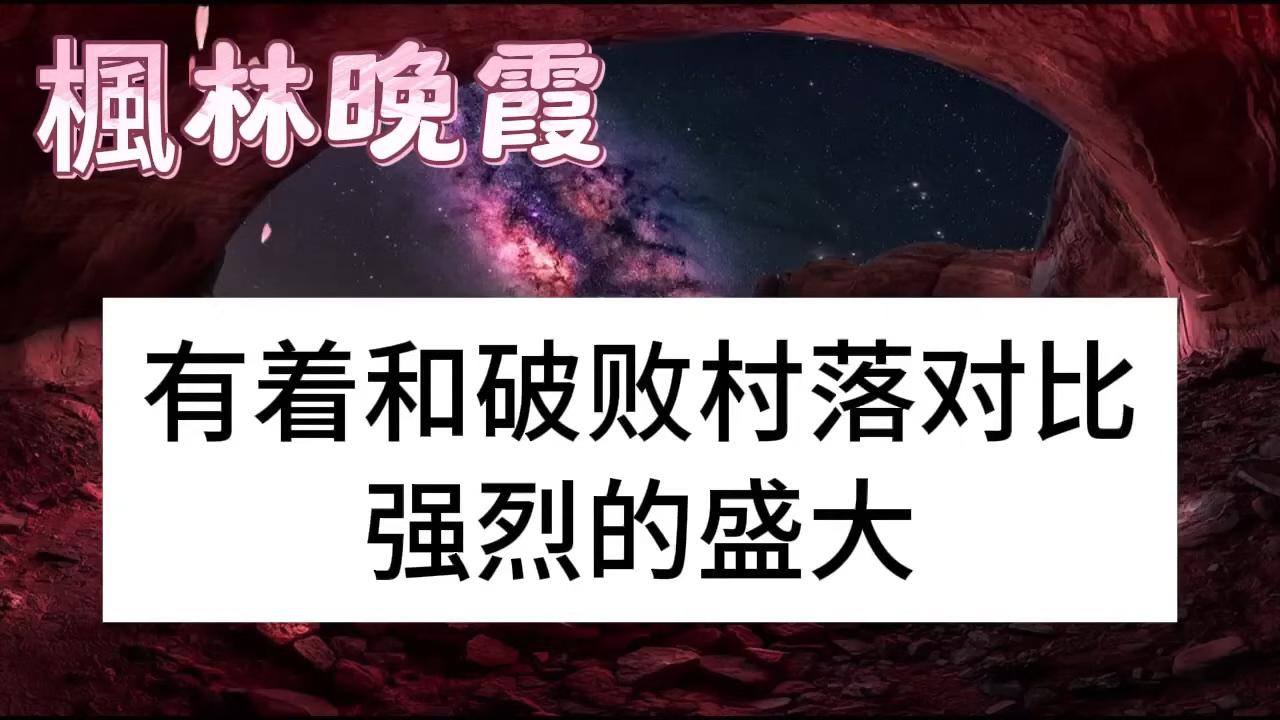 楓林晚霞
有着和破败村落对比
强烈的盛大